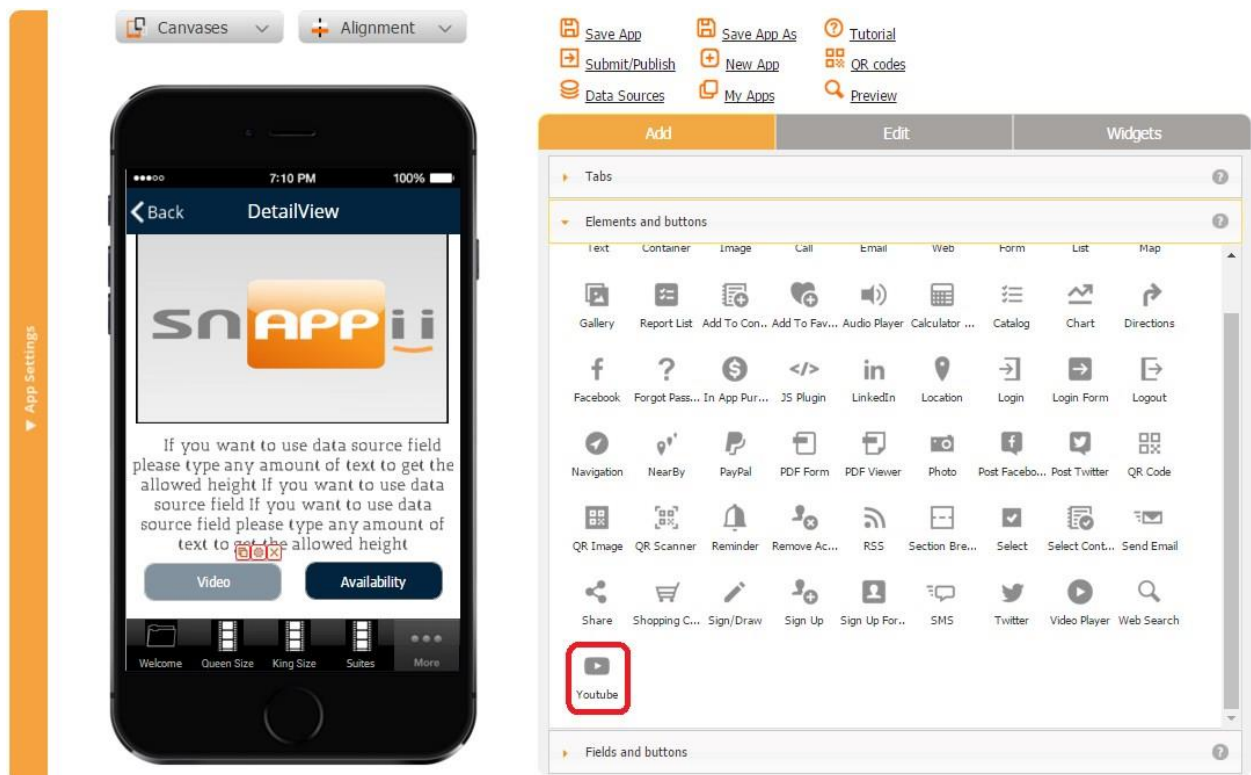 Canvases
Alignment
Save App
Save App As
Tutorial
Submit/Publish
New App
QR codes
Data Sources
My Apps
Preview
App Settings
7:10 PM
100%
Back
DetailView
snAPPii
If you want to use data source field
please type any amount of text to get the
allowed height If you want to use data
source field If you want to use data
source field please type any amount of
text to get the allowed height
Video
Availability
Welcome
Queen Size
King Size
Suites
More
Add
Edit
Widgets
Tabs
Elements and buttons
Text
Container
Image
Call
Email
Web
Form
List
Map
Gallery
Report List
Add To Con...
Add To Fav...
Audio Player
Calculator ...
Catalog
Chart
Directions
Facebook
Forgot Pass...
In App Pur...
JS Plugin
LinkedIn
Location
Login
Login Form
Logout
Navigation
NearBy
PayPal
PDF Form
PDF Viewer
Photo
Post Facebo...
Post Twitter
QR Code
QR Image
QR Scanner
Reminder
Remove Ac...
RSS
Section Bre...
Select
Select Cont...
Send Email
Share
Shopping C...
Sign/Draw
Sign Up
Sign Up For..
SMS
Twitter
Video Player
Web Search
Youtube
Fields and buttons